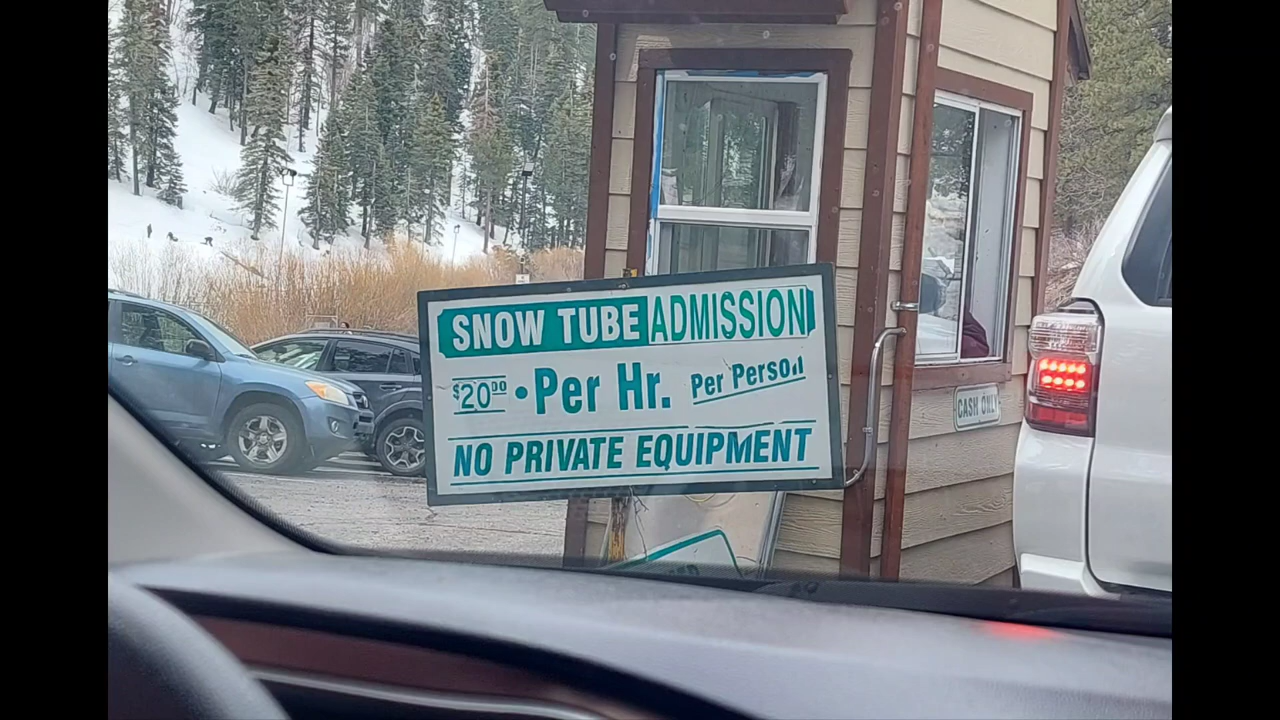 SNOW TUBE ADMISSION
$20.00 • Per Hr. Per Person
NO PRIVATE EQUIPMENT
CASH ONLY